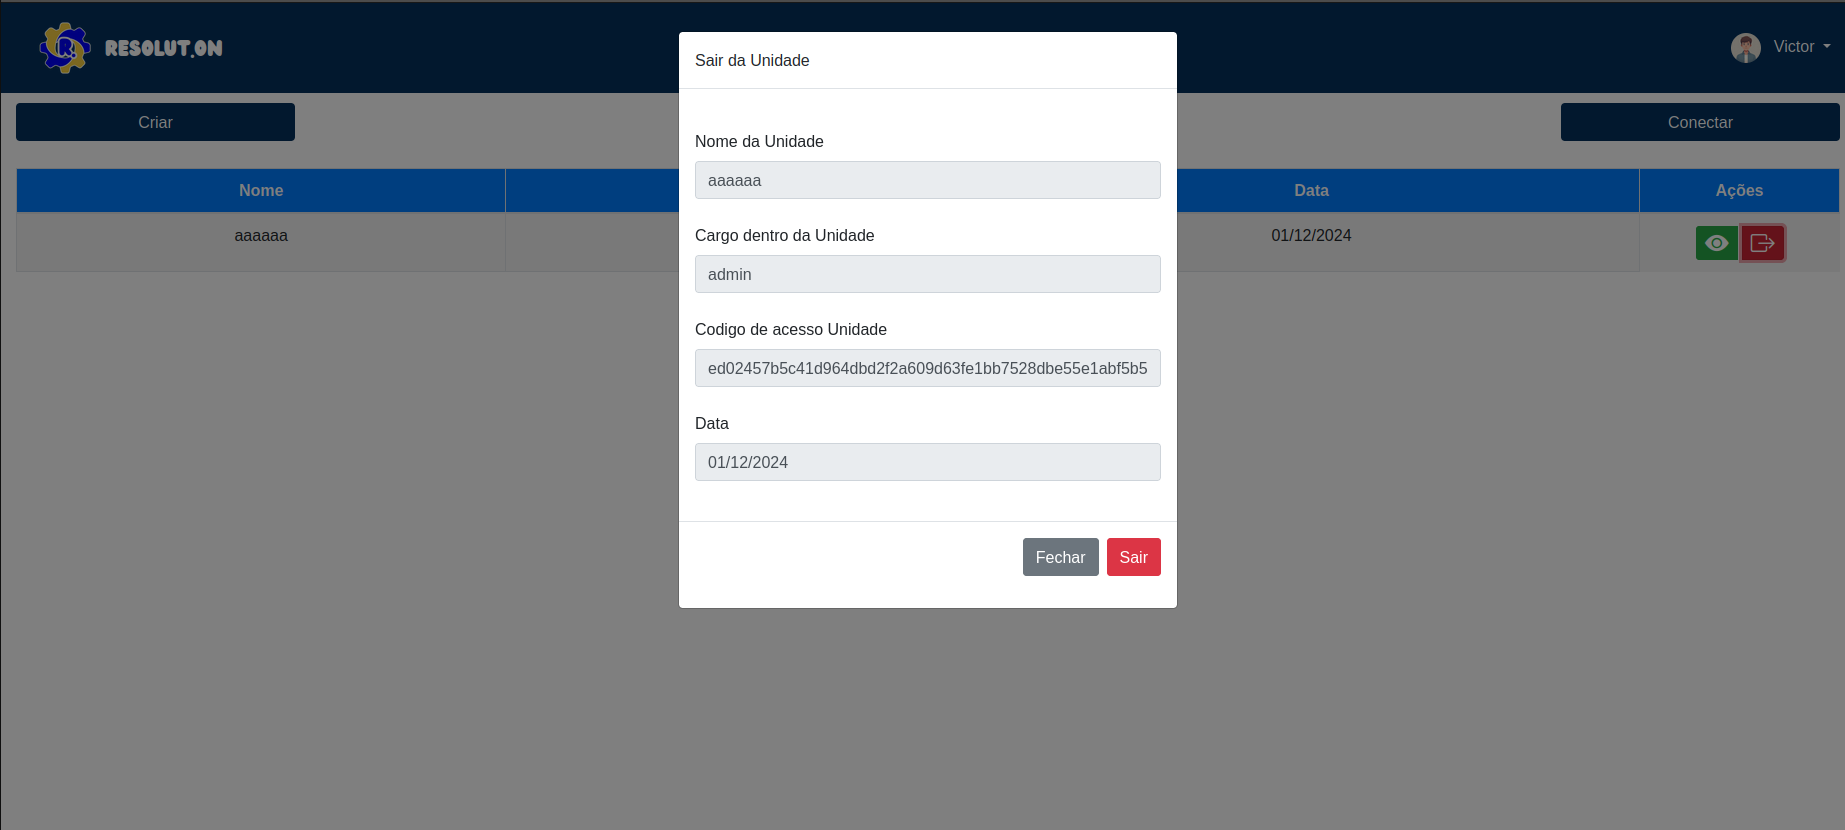 RESOLUT.ON
Victor
Criar
Conectar
Nome
Data
Ações
aaaaaa
01/12/2024
Sair da Unidade
Nome da Unidade
aaaaaa
Cargo dentro da Unidade
admin
Codigo de acesso Unidade
ed02457b5c41d964dbd2f2a609d63fe1bb7528dbe55e1abf5b5
Data
01/12/2024
Fechar
Sair